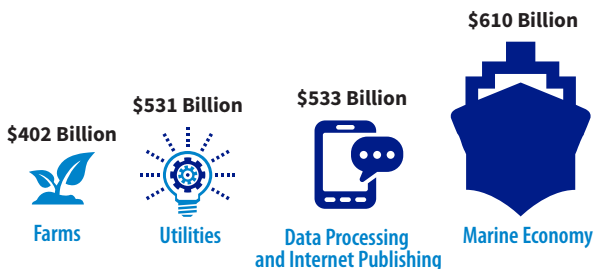 $402 Billion
Farms
$531 Billion
Utilities
$533 Billion
Data Processing
and Internet Publishing
$610 Billion
Marine Economy